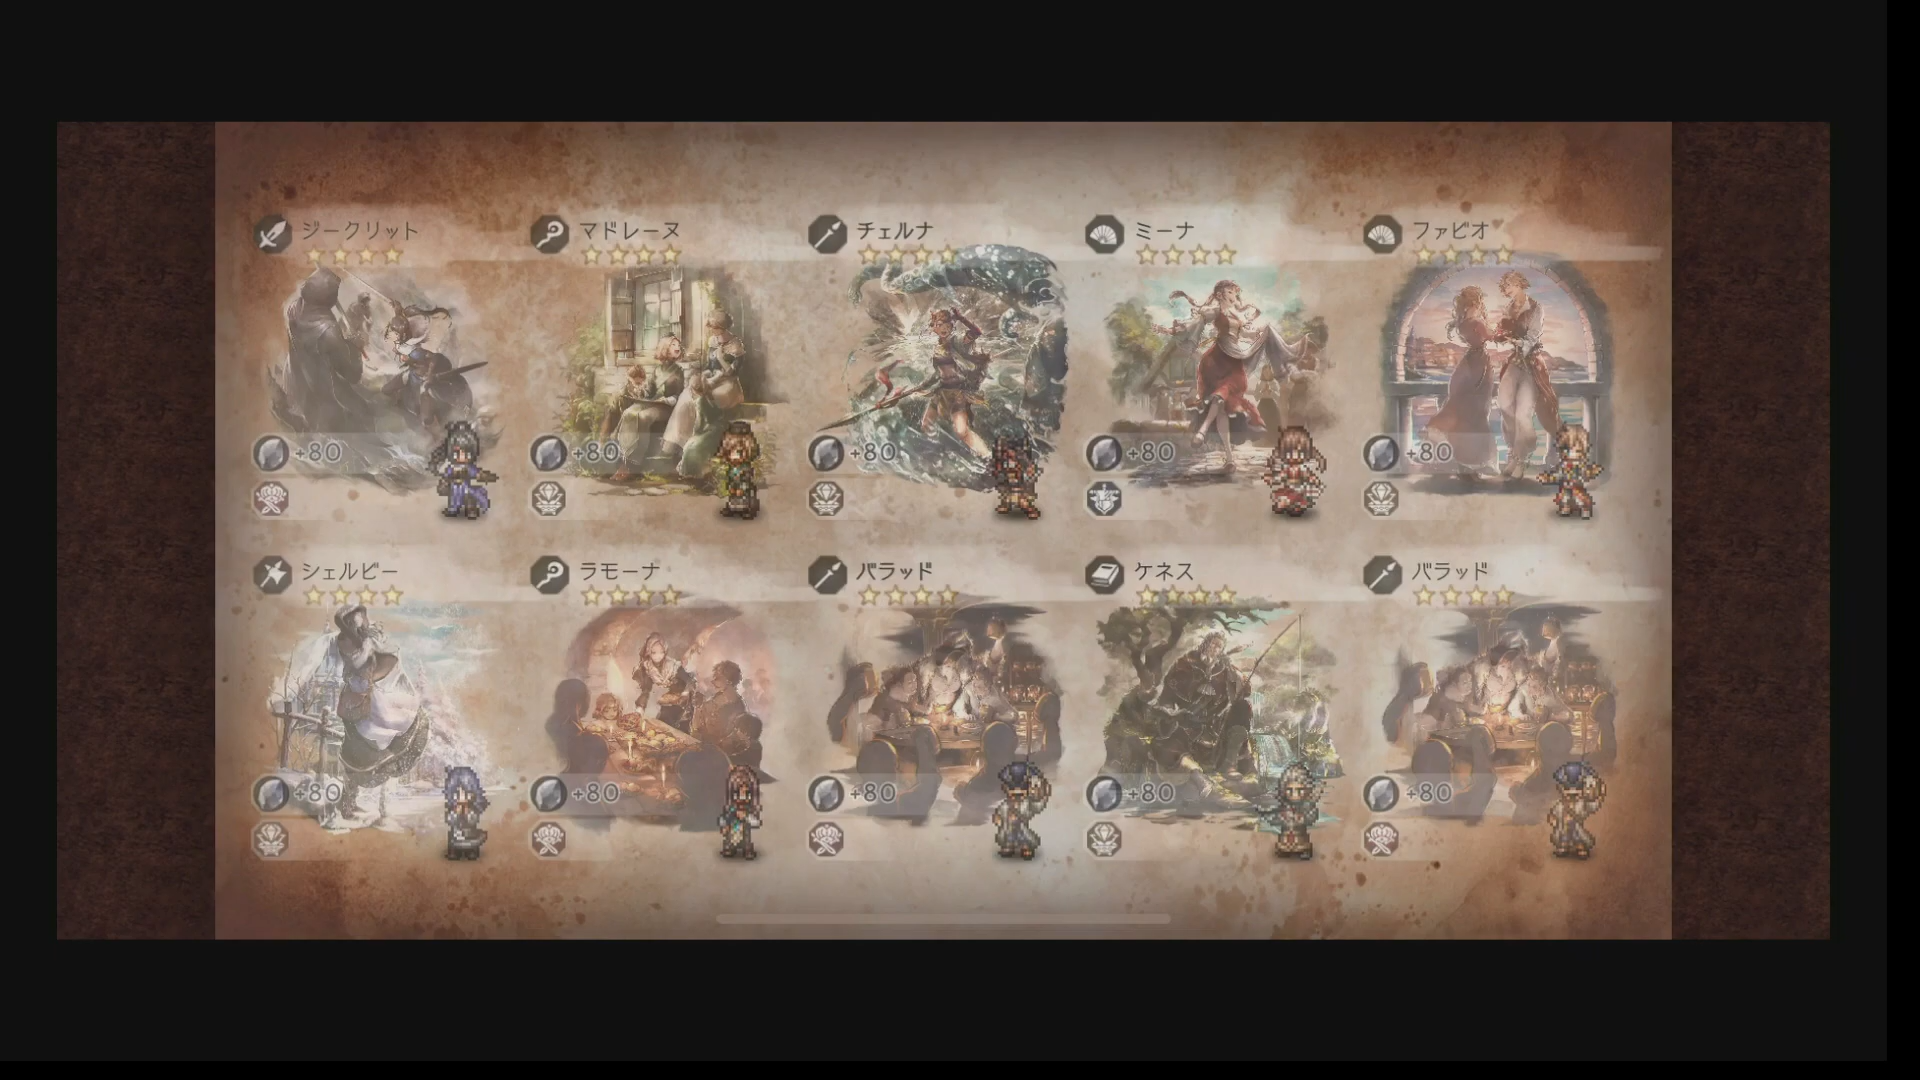 ジークリット
マドレーヌ
チェルナ
ミーナ
ファビオ
+80
+80
+80
+80
+80
シェルビー
ラモーナ
バラッド
ケネス
バラッド
+80
+80
+80
+80
+80